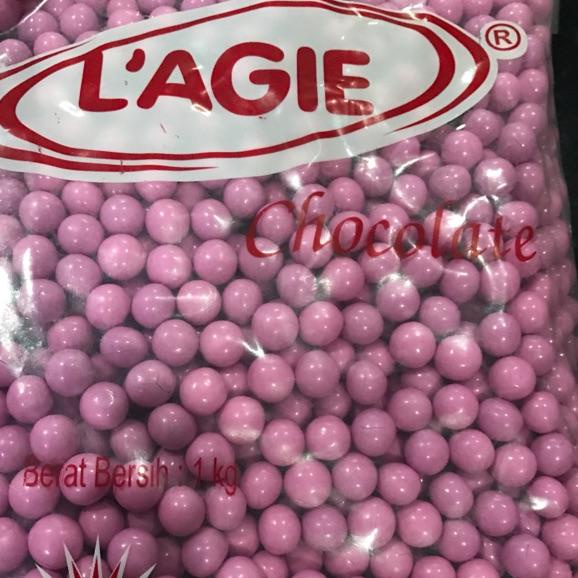 L'AGIE ®
Chocolate
Berat Bersih : 1 kg